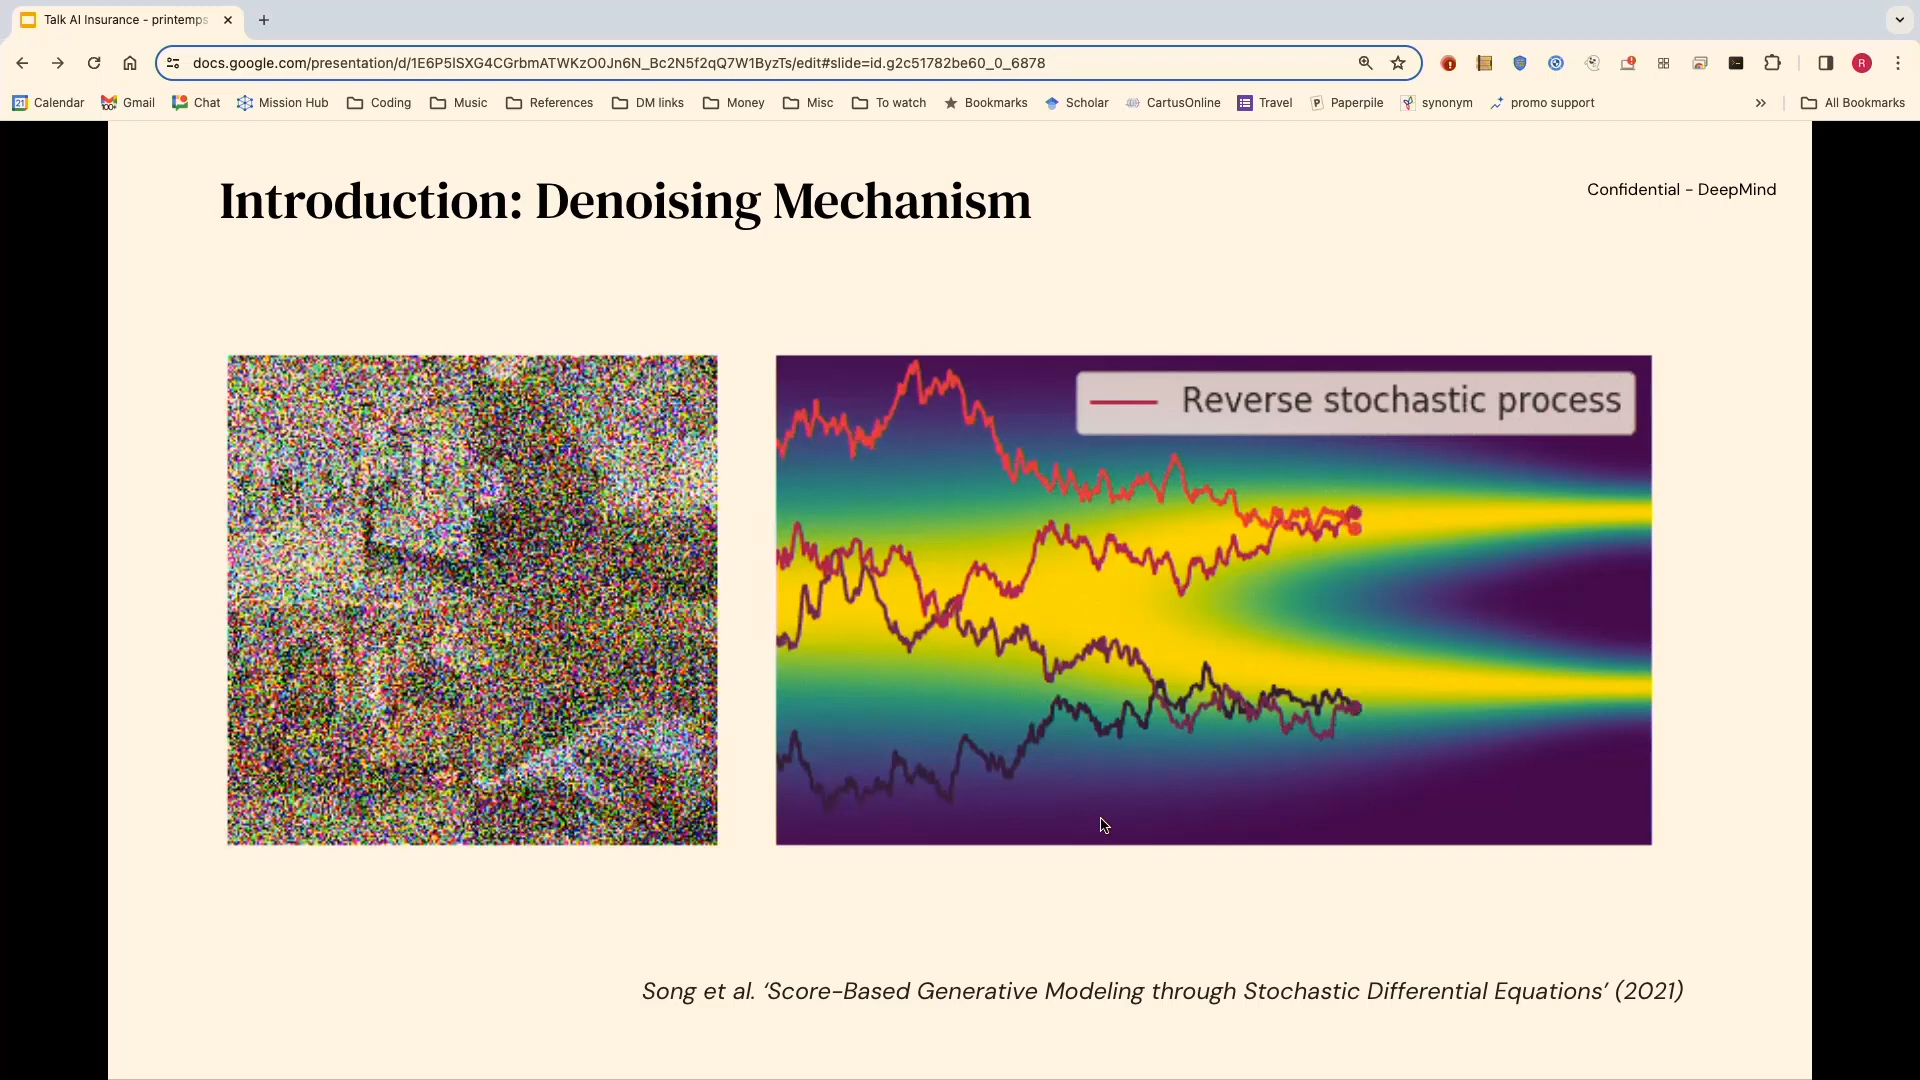 Talk AI Insurance - printemps
docs.google.com/presentation/d/1E6P5ISXG4CGrbmATWKzO0Jn6N_Bc2N5f2qQ7W1ByzTs/edit#slide=id.g2c51782be60_0_6878
R
21 Calendar Gmail Chat Mission Hub Coding Music References DM links Money Misc To watch Bookmarks Scholar CartusOnline Travel Paperpile synonym promo support » All Bookmarks
Introduction: Denoising Mechanism
Confidential - DeepMind
Reverse stochastic process
Song et al. ‘Score-Based Generative Modeling through Stochastic Differential Equations’ (2021)